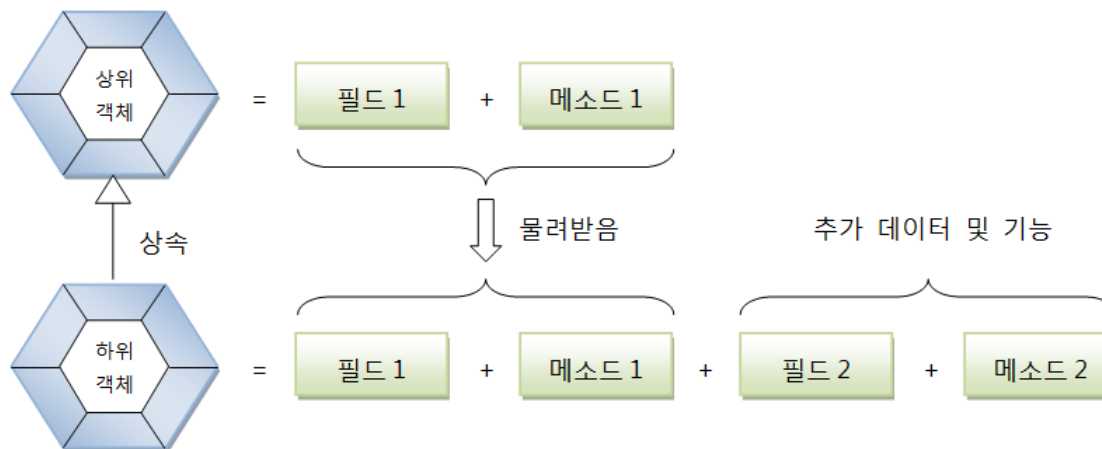 상위
객체
= 필드 1 + 메소드 1
상속
물려받음
추가 데이터 및 기능
하위
객체
= 필드 1 + 메소드 1 + 필드 2 + 메소드 2